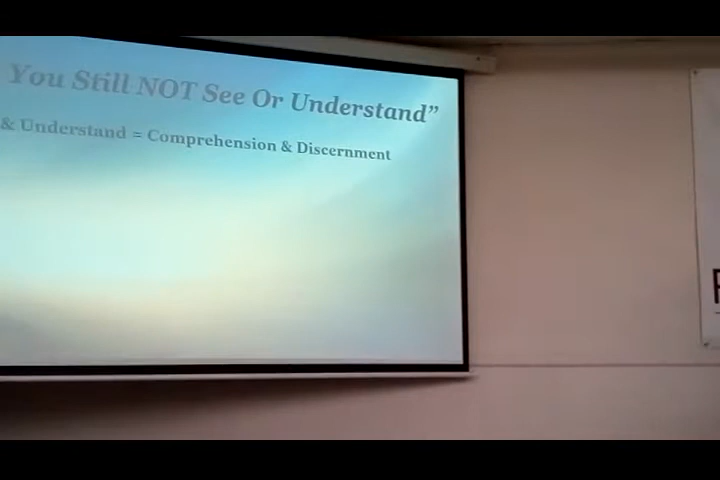 You Still NOT See Or Understand”
& Understand = Comprehension & Discernment